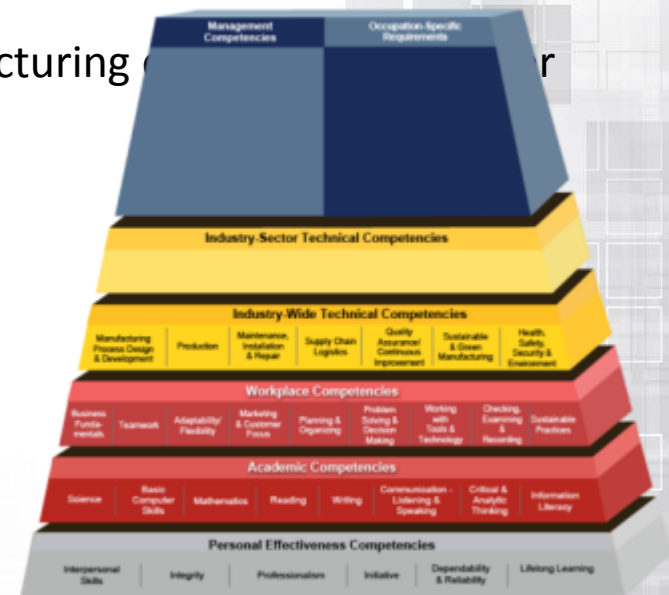 Management
Competencies
Occupation-Specific
Requirements
cturing
r
Industry-Sector Technical Competencies
Industry-Wide Technical Competencies
Manufacturing
Process Design
& Development
Production
Maintenance,
Installation
& Repair
Supply Chain
Logistics
Quality
Assurance/
Continuous
Improvement
Sustainable
& Green
Manufacturing
Health,
Safety,
Security &
Environment
Workplace Competencies
Business
Funda-
mentals
Teamwork
Adaptability/
Flexibility
Marketing
& Customer
Focus
Planning &
Organizing
Problem
Solving &
Decision
Making
Working
with
Tools &
Technology
Checking,
Examining
&
Recording
Sustainable
Practices
Academic Competencies
Science
Basic
Computer
Skills
Mathematics
Reading
Writing
Communication -
Listening &
Speaking
Critical &
Analytic
Thinking
Information
Literacy
Personal Effectiveness Competencies
Interpersonal
Skills
Integrity
Professionalism
Initiative
Dependability
& Reliability
Lifelong Learning